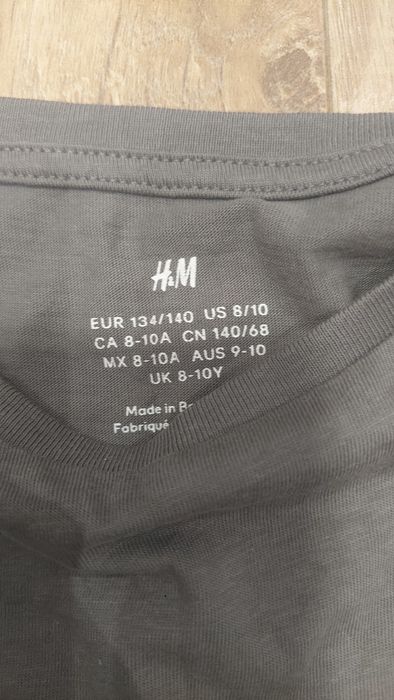 H&M
EUR 134/140 US 8/10
CA 8-10A CN 140/68
MX 8-10A AUS 9-10
UK 8-10Y
Made in
Fabriqué